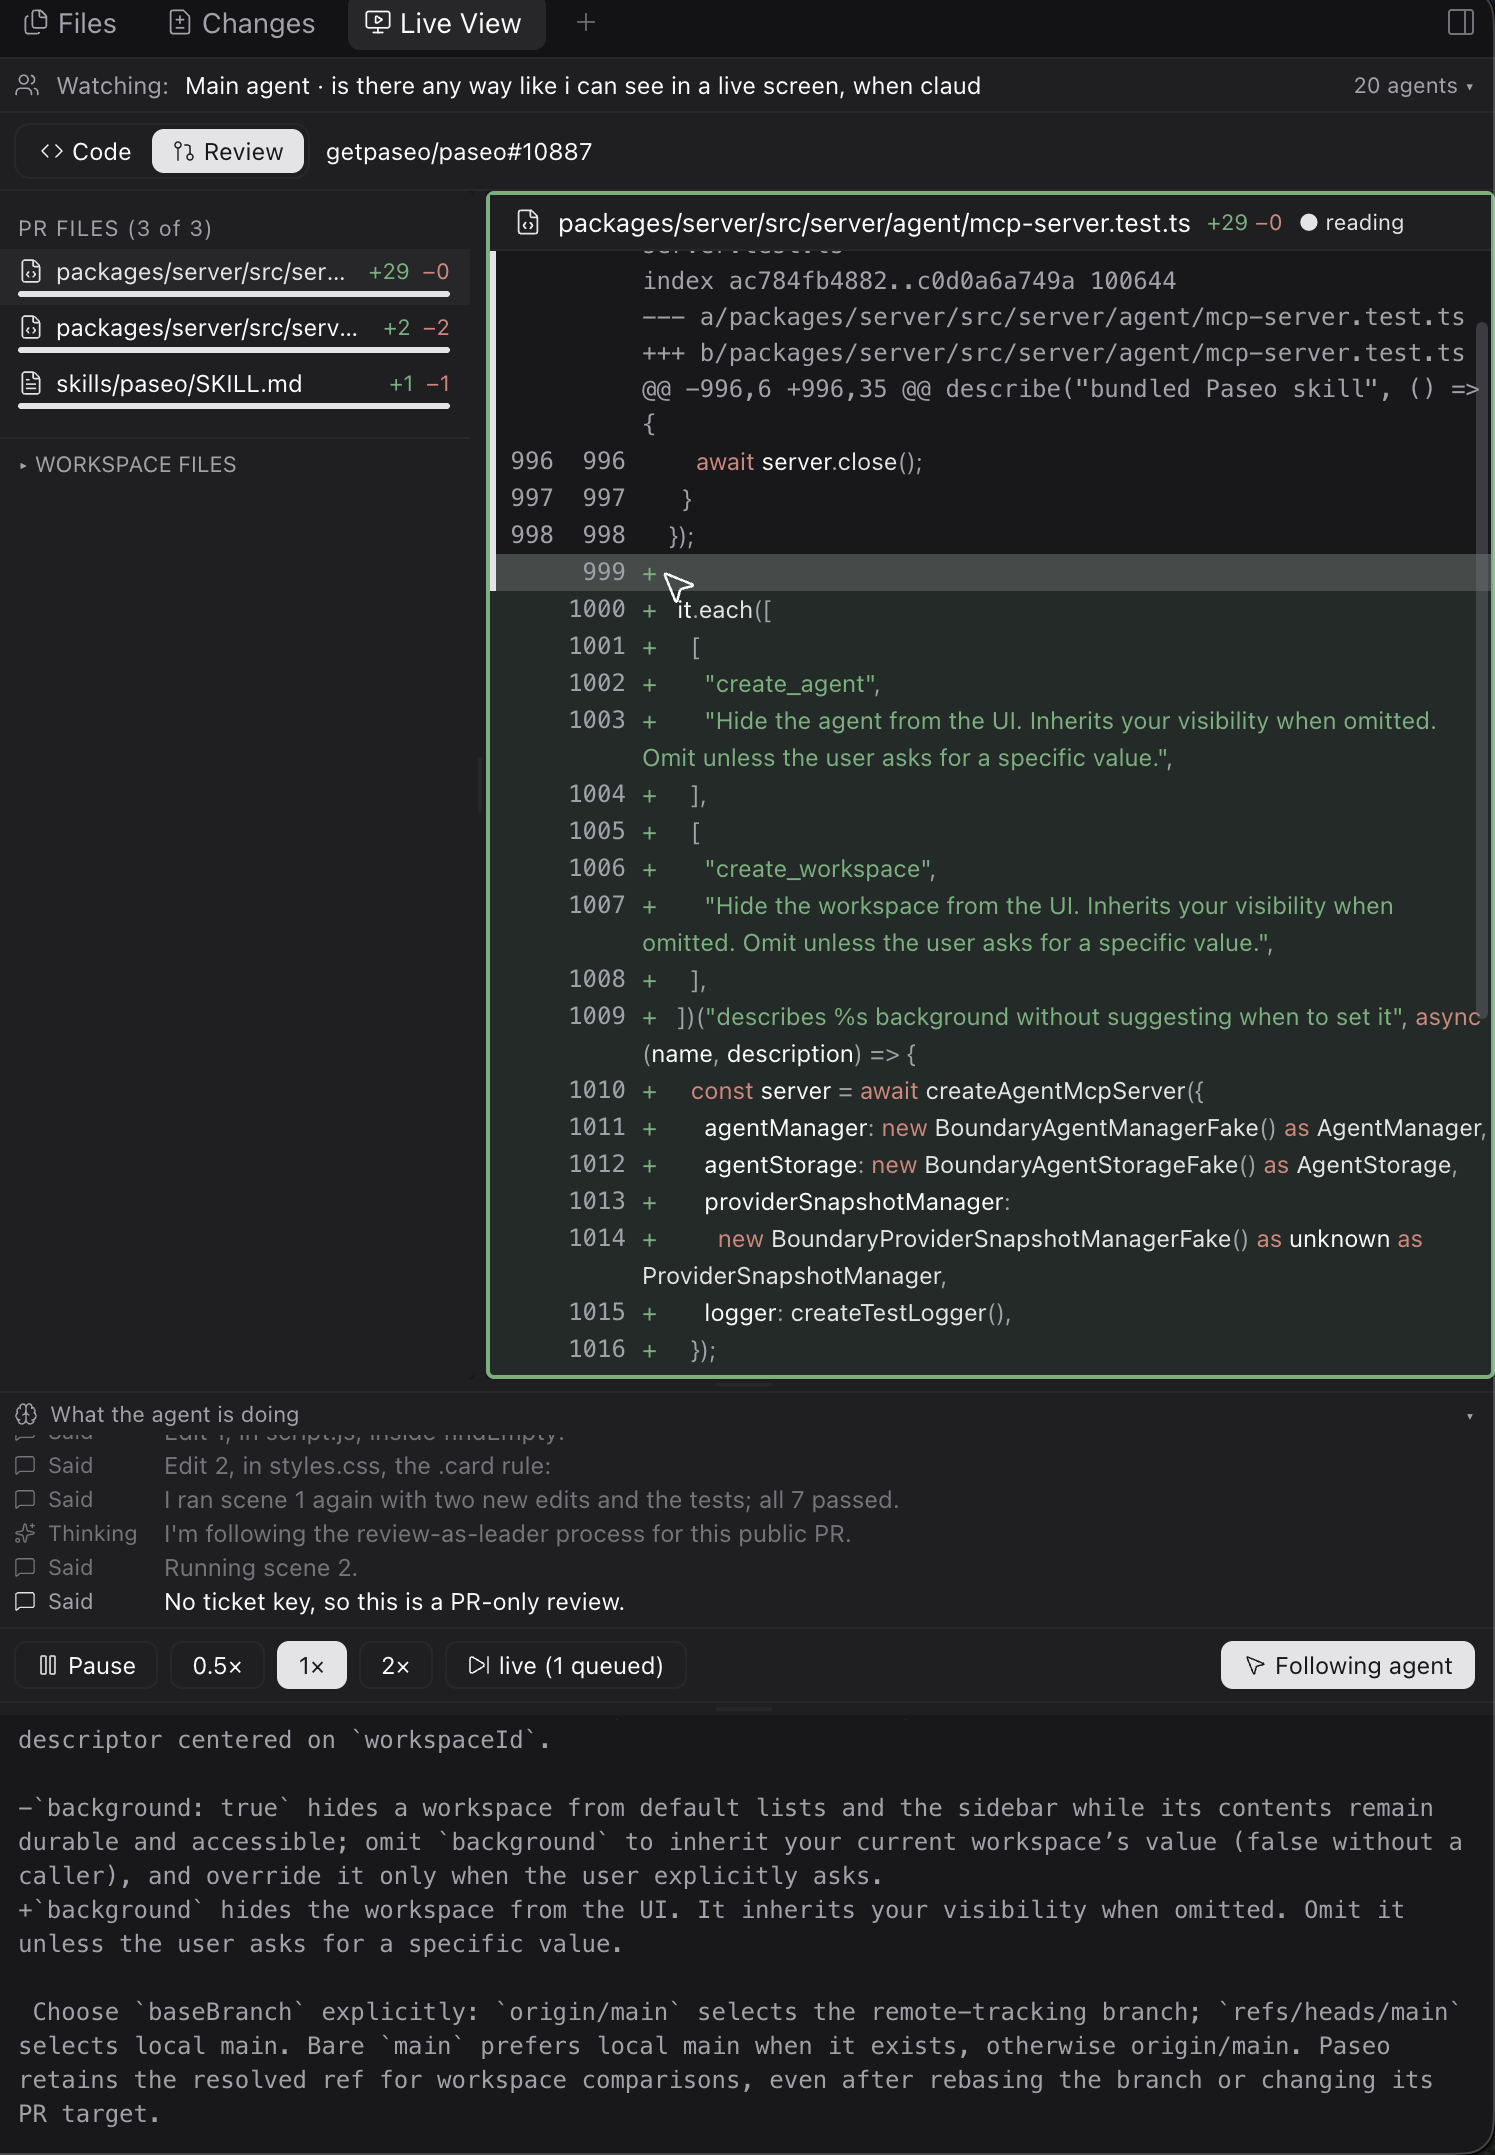 Files
Changes
Live View
Watching: Main agent · is there any way like i can see in a live screen, when claud
20 agents
Code
Review
getpaseo/paseo#10887
PR FILES (3 of 3)
packages/server/src/ser... +29 −0
packages/server/src/serv... +2 −2
skills/paseo/SKILL.md +1 −1
WORKSPACE FILES
packages/server/src/server/agent/mcp-server.test.ts +29 −0 reading
server.test.ts
index ac784fb4882..c0d0a6a749a 100644
--- a/packages/server/src/server/agent/mcp-server.test.ts
+++ b/packages/server/src/server/agent/mcp-server.test.ts
@@ -996,6 +996,35 @@ describe("bundled Paseo skill", () =>
{
996 996 await server.close();
997 997 }
998 998 });
999 +
1000 + it.each([
1001 + [
1002 + "create_agent",
1003 + "Hide the agent from the UI. Inherits your visibility when omitted.
Omit unless the user asks for a specific value.",
1004 + ],
1005 + [
1006 + "create_workspace",
1007 + "Hide the workspace from the UI. Inherits your visibility when
omitted. Omit unless the user asks for a specific value.",
1008 + ],
1009 + ])("describes %s background without suggesting when to set it", async
(name, description) => {
1010 + const server = await createAgentMcpServer({
1011 + agentManager: new BoundaryAgentManagerFake() as AgentManager,
1012 + agentStorage: new BoundaryAgentStorageFake() as AgentStorage,
1013 + providerSnapshotManager:
1014 + new BoundaryProviderSnapshotManagerFake() as unknown as
ProviderSnapshotManager,
1015 + logger: createTestLogger(),
1016 + });
What the agent is doing
Said Edit 1, in script.js, inside findEmpty:
Said Edit 2, in styles.css, the .card rule:
Said I ran scene 1 again with two new edits and the tests; all 7 passed.
Thinking I'm following the review-as-leader process for this public PR.
Said Running scene 2.
Said No ticket key, so this is a PR-only review.
Pause
0.5×
1×
2×
live (1 queued)
Following agent
descriptor centered on `workspaceId`.
-`background: true` hides a workspace from default lists and the sidebar while its contents remain
durable and accessible; omit `background` to inherit your current workspace’s value (false without a
caller), and override it only when the user explicitly asks.
+`background` hides the workspace from the UI. It inherits your visibility when omitted. Omit it
unless the user asks for a specific value.
Choose `baseBranch` explicitly: `origin/main` selects the remote-tracking branch; `refs/heads/main`
selects local main. Bare `main` prefers local main when it exists, otherwise origin/main. Paseo
retains the resolved ref for workspace comparisons, even after rebasing the branch or changing its
PR target.